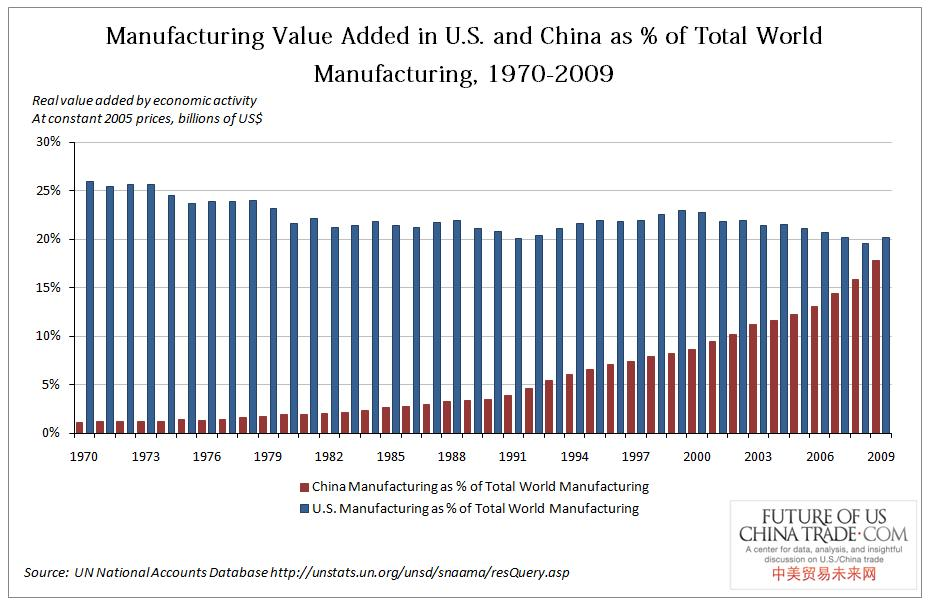 Manufacturing Value Added in U.S. and China as % of Total World
Manufacturing, 1970-2009
Real value added by economic activity
At constant 2005 prices, billions of US$
30%
25%
20%
15%
10%
5%
0%
1970 1973 1976 1979 1982 1985 1988 1991 1994 1997 2000 2003 2006 2009
China Manufacturing as % of Total World Manufacturing
U.S. Manufacturing as % of Total World Manufacturing
FUTURE OF US
CHINA TRADE·COM
A center for data, analysis, and insightful
discussion on U.S./China trade
中美贸易未来网
Source: UN National Accounts Database http://unstats.un.org/unsd/snaama/resQuery.asp